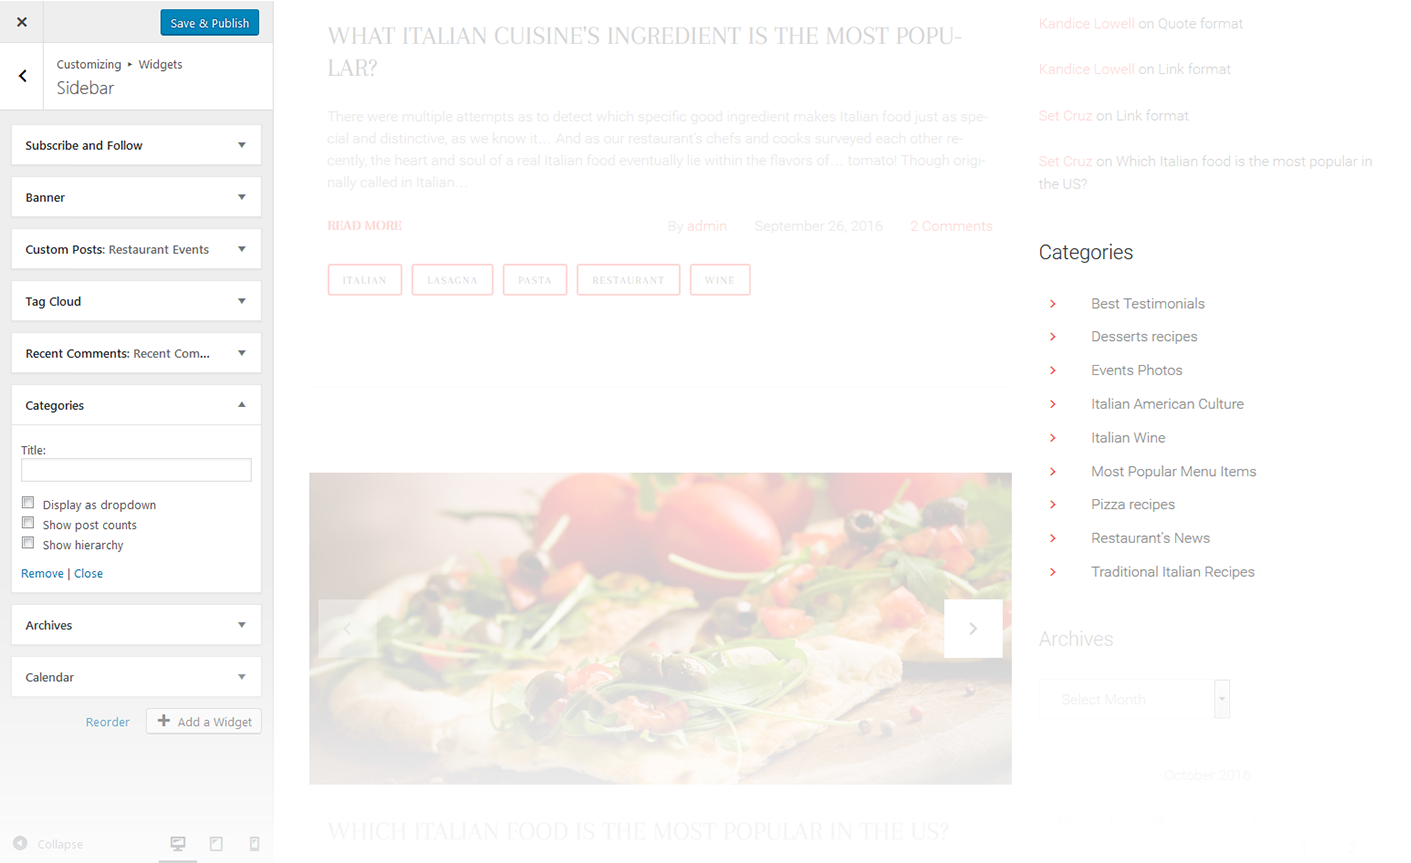 Save & Publish
Customizing ▸ Widgets
Sidebar
Subscribe and Follow
Banner
Custom Posts: Restaurant Events
Tag Cloud
Recent Comments: Recent Com...
Categories
Title:
Display as dropdown
Show post counts
Show hierarchy
Remove | Close
Archives
Calendar
Reorder
Add a Widget
Collapse
WHAT ITALIAN CUISINE'S INGREDIENT IS THE MOST POPU-
LAR?
There were multiple attempts as to detect which specific good ingredient makes Italian food just as spe-
cial and distinctive, as we know it… And as our restaurant's chefs and cooks surveyed each other re-
cently, the heart and soul of a real Italian food eventually lie within the flavors of… tomato! Though origi-
nally called in Italian…
READ MORE By admin September 26, 2016 2 Comments
ITALIAN LASAGNA PASTA RESTAURANT WINE
WHICH ITALIAN FOOD IS THE MOST POPULAR IN THE US?
Kandice Lowell on Quote format
Kandice Lowell on Link format
Set Cruz on Link format
Set Cruz on Which Italian food is the most popular in
the US?
Categories
Best Testimonials
Desserts recipes
Events Photos
Italian American Culture
Italian Wine
Most Popular Menu Items
Pizza recipes
Restaurant's News
Traditional Italian Recipes
Archives
Select Month
October 2016